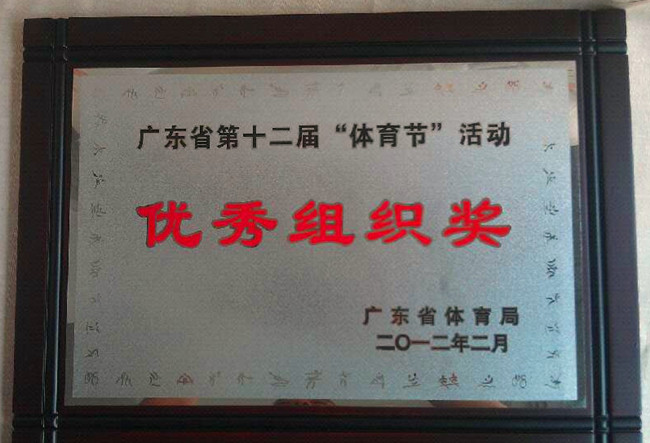 广东省第十二届“体育节”活动
优秀组织奖
广东省体育局
二〇一二年二月